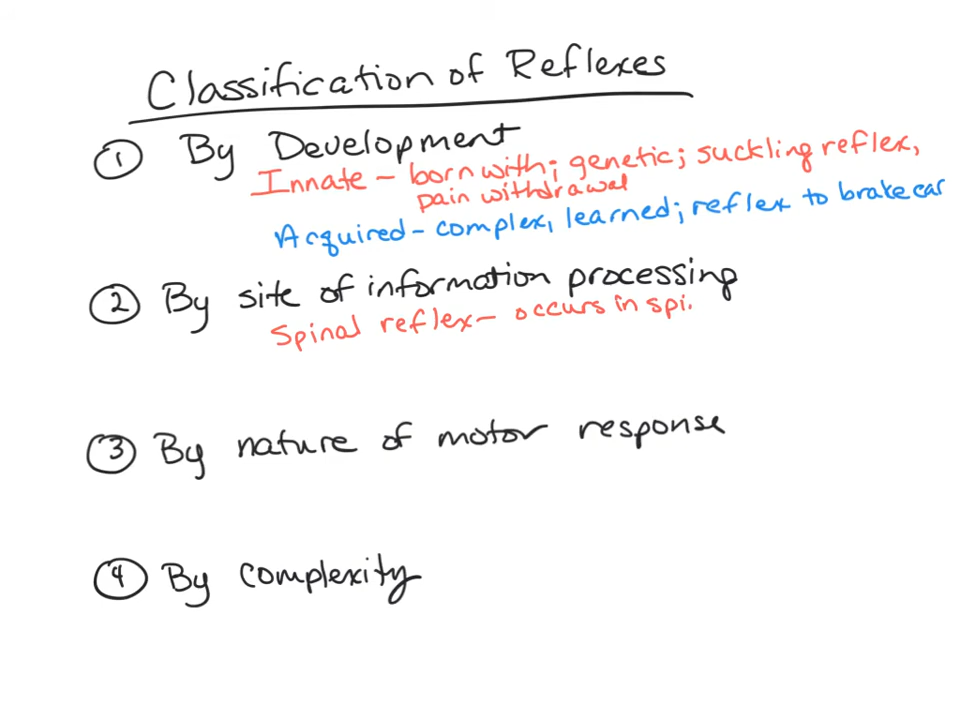 Classification of Reflexes
① By Development
Innate – born with; genetic; suckling reflex,
pain withdrawal
Acquired – complex, learned; reflex to brake car
② By site of information processing
Spinal reflex – occurs in spi.
③ By nature of motor response
④ By complexity